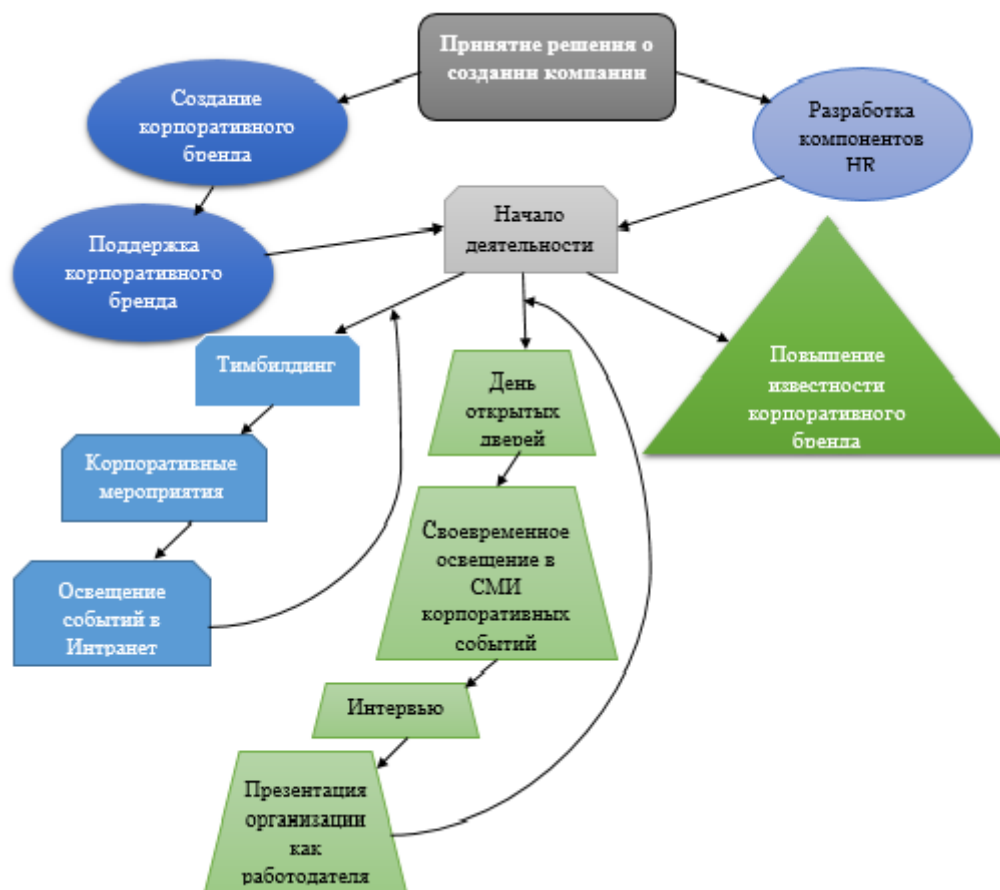 Принятие решения о
создании компании
Создание
корпоративного
бренда
Разработка
компонентов
HR
Поддержка
корпоративного
бренда
Начало
деятельности
Тимбилдинг
Корпоративные
мероприятия
Освещение
событий в
Интранет
День
открытых
дверей
Своевременное
освещение в
СМИ
корпоративных
событий
Интервью
Презентация
организации
как
работодателя
Повышение
известности
корпоративного
бренда